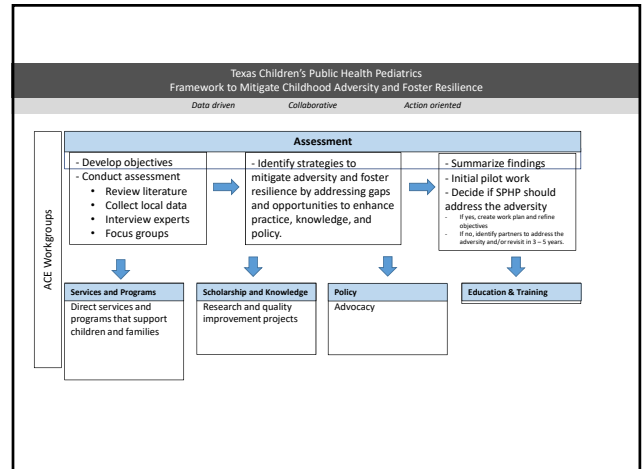 Texas Children's Public Health Pediatrics
Framework to Mitigate Childhood Adversity and Foster Resilience
Data driven Collaborative Action oriented
ACE Workgroups
Assessment
- Develop objectives
- Conduct assessment
• Review literature
• Collect local data
• Interview experts
• Focus groups
- Identify strategies to
mitigate adversity and foster
resilience by addressing gaps
and opportunities to enhance
practice, knowledge, and
policy.
- Summarize findings
- Initial pilot work
- Decide if SPHP should
address the adversity
- If yes, create work plan and refine
objectives
- If no, identify partners to address the
adversity and/or revisit in 3 – 5 years.
Services and Programs
Direct services and
programs that support
children and families
Scholarship and Knowledge
Research and quality
improvement projects
Policy
Advocacy
Education & Training